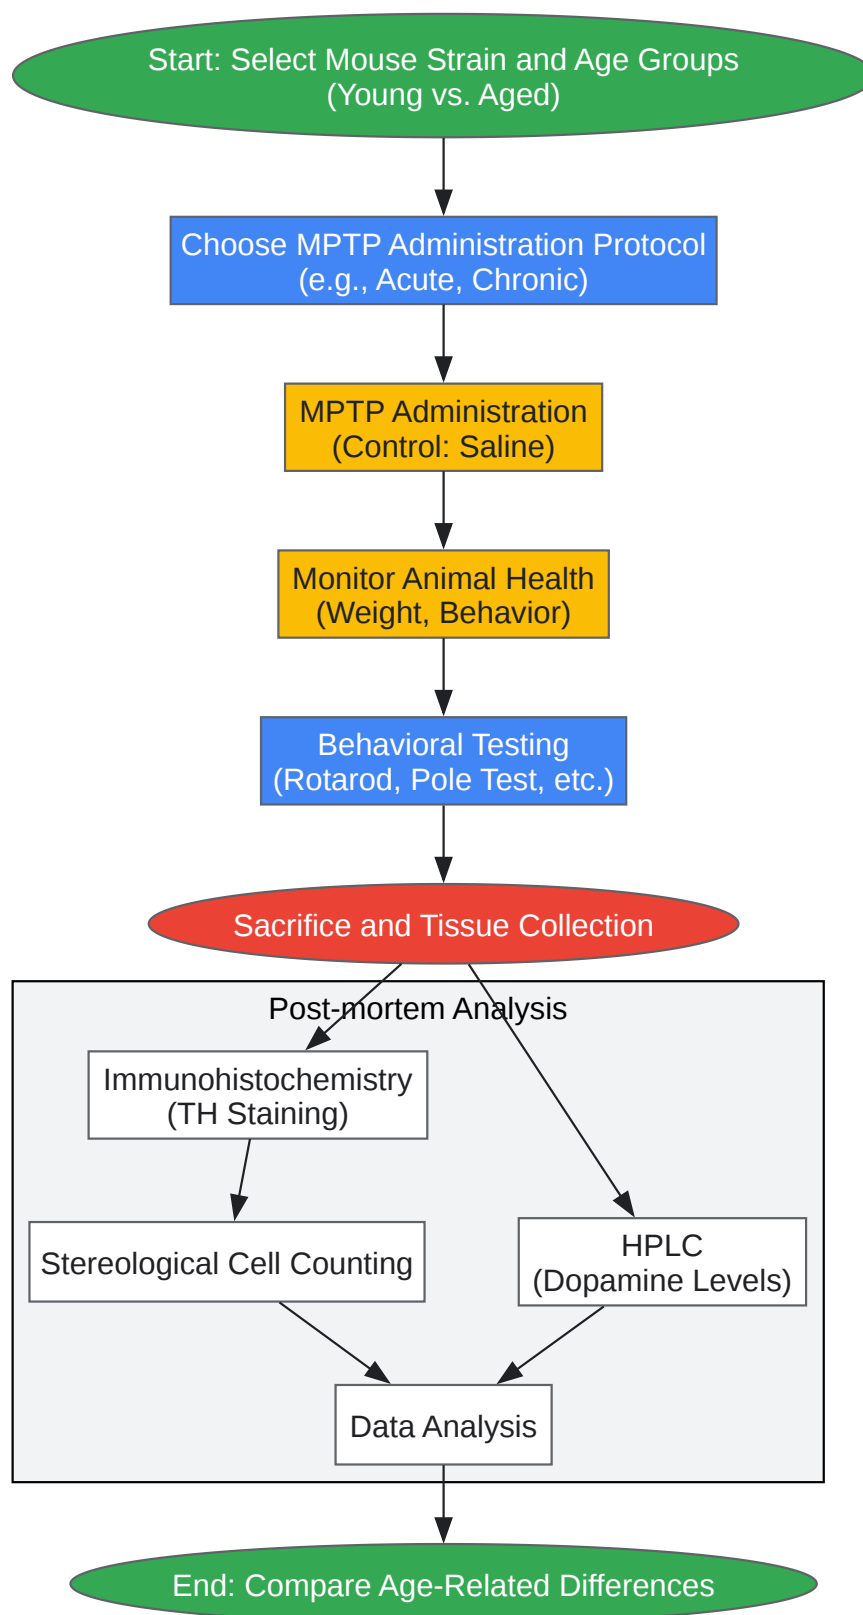 Start: Select Mouse Strain and Age Groups
(Young vs. Aged)
Choose MPTP Administration Protocol
(e.g., Acute, Chronic)
MPTP Administration
(Control: Saline)
Monitor Animal Health
(Weight, Behavior)
Behavioral Testing
(Rotarod, Pole Test, etc.)
Sacrifice and Tissue Collection
Post-mortem Analysis
Immunohistochemistry
(TH Staining)
Stereological Cell Counting
HPLC
(Dopamine Levels)
Data Analysis
End: Compare Age-Related Differences